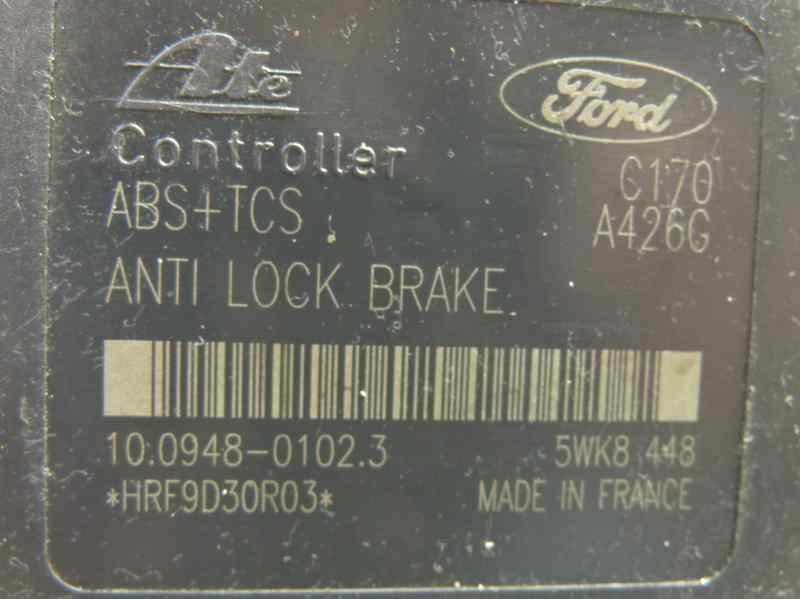 Ate
Ford
Controller
C170
ABS+TCS
A426G
ANTI LOCK BRAKE
10.0948-0102.3
5WK8 448
*HRF9D30R03*
MADE IN FRANCE